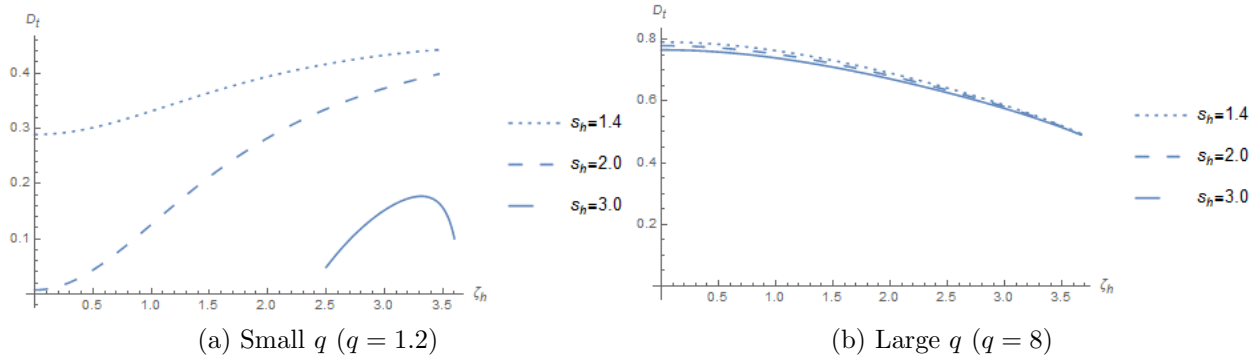 D_t
0.4
0.3
0.2
0.1
0.5 1.0 1.5 2.0 2.5 3.0 3.5 ζ_h
s_h=1.4
s_h=2.0
s_h=3.0
(a) Small q (q = 1.2)
D_t
0.8
0.6
0.4
0.2
0.5 1.0 1.5 2.0 2.5 3.0 3.5 ζ_h
s_h=1.4
s_h=2.0
s_h=3.0
(b) Large q (q = 8)